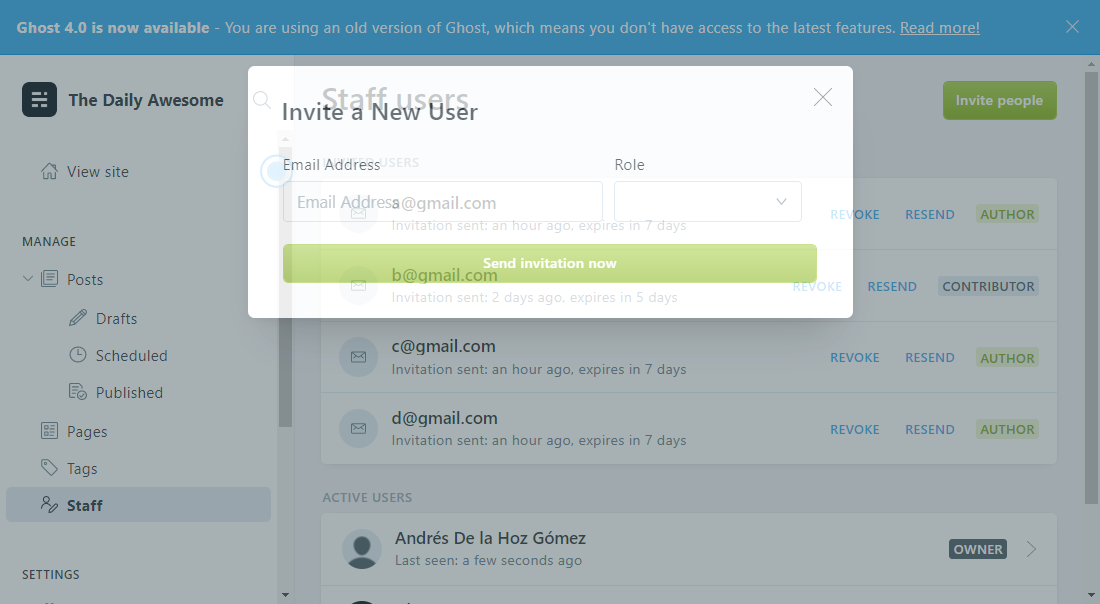 Ghost 4.0 is now available - You are using an old version of Ghost, which means you don't have access to the latest features. Read more!
The Daily Awesome
Staff users
Invite people
Invite a New User
View site
Email Address
Role
INVITED USERS
Email Address
a@gmail.com
Invitation sent: an hour ago, expires in 7 days
REVOKE RESEND AUTHOR
MANAGE
Send invitation now
b@gmail.com
Invitation sent: 2 days ago, expires in 5 days
REVOKE RESEND CONTRIBUTOR
Posts
Drafts
Scheduled
Published
Pages
Tags
Staff
SETTINGS
c@gmail.com
Invitation sent: an hour ago, expires in 7 days
REVOKE RESEND AUTHOR
d@gmail.com
Invitation sent: an hour ago, expires in 7 days
REVOKE RESEND AUTHOR
ACTIVE USERS
Andrés De la Hoz Gómez
Last seen: a few seconds ago
OWNER